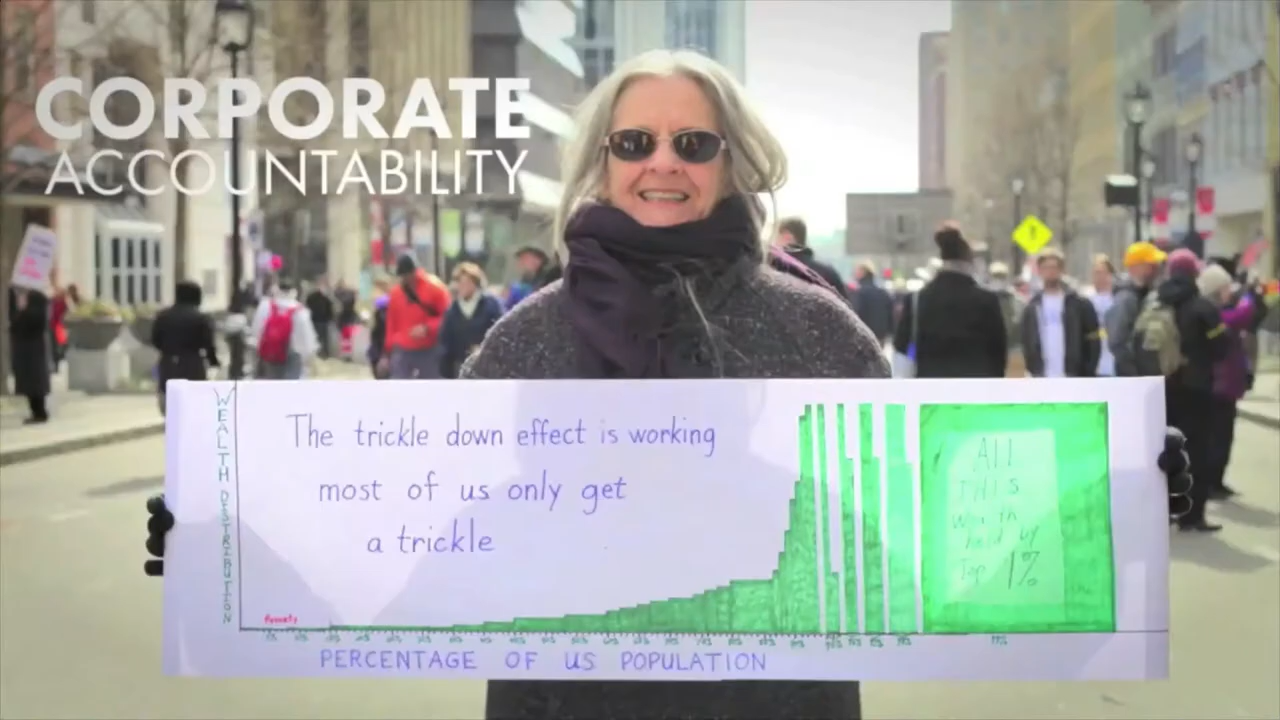 CORPORATE
ACCOUNTABILITY
WEALTH DISTRIBUTION
The trickle down effect is working
most of us only get
a trickle
All
THIS
Wealth
held by
Top 1%
Poverty
PERCENTAGE OF US POPULATION